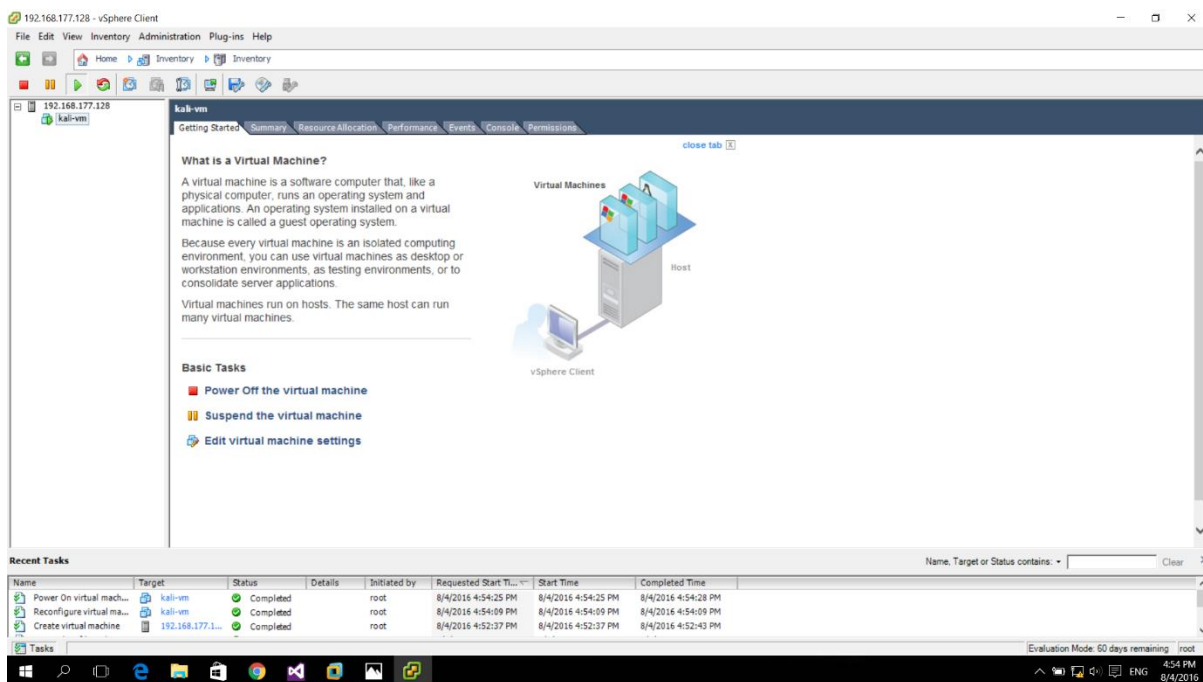 192.168.177.128 - vSphere Client
File Edit View Inventory Administration Plug-ins Help
Home Inventory Inventory
192.168.177.128
kali-vm
kali-vm
Getting Started Summary Resource Allocation Performance Events Console Permissions
close tab X
What is a Virtual Machine?
A virtual machine is a software computer that, like a
physical computer, runs an operating system and
applications. An operating system installed on a virtual
machine is called a guest operating system.
Because every virtual machine is an isolated computing
environment, you can use virtual machines as desktop or
workstation environments, as testing environments, or to
consolidate server applications.
Virtual machines run on hosts. The same host can run
many virtual machines.
Virtual Machines
A
Host
vSphere Client
Basic Tasks
Power Off the virtual machine
Suspend the virtual machine
Edit virtual machine settings
Recent Tasks
Name, Target or Status contains: Clear
Name Target Status Details Initiated by Requested Start Ti... Start Time Completed Time
Power On virtual mach... kali-vm Completed root 8/4/2016 4:54:25 PM 8/4/2016 4:54:25 PM 8/4/2016 4:54:28 PM
Reconfigure virtual ma... kali-vm Completed root 8/4/2016 4:54:09 PM 8/4/2016 4:54:09 PM 8/4/2016 4:54:09 PM
Create virtual machine 192.168.177.1... Completed root 8/4/2016 4:52:37 PM 8/4/2016 4:52:37 PM 8/4/2016 4:52:43 PM
Tasks
Evaluation Mode: 60 days remaining root
ENG
4:54 PM
8/4/2016